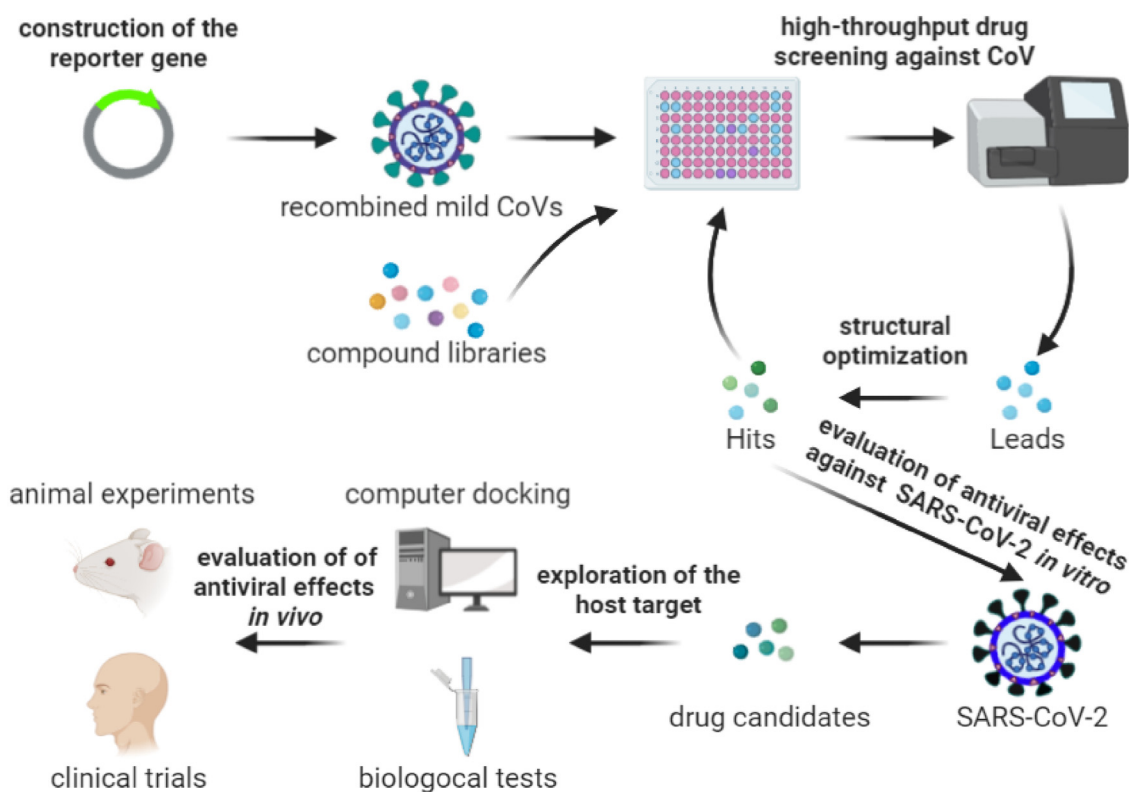 construction of the
reporter gene
high-throughput drug
screening against CoV
recombined mild CoVs
compound libraries
structural
optimization
Hits
Leads
evaluation of antiviral effects
against SARS-CoV-2 in vitro
animal experiments
computer docking
evaluation of of
antiviral effects
in vivo
exploration of the
host target
drug candidates
SARS-CoV-2
clinical trials
biologocal tests